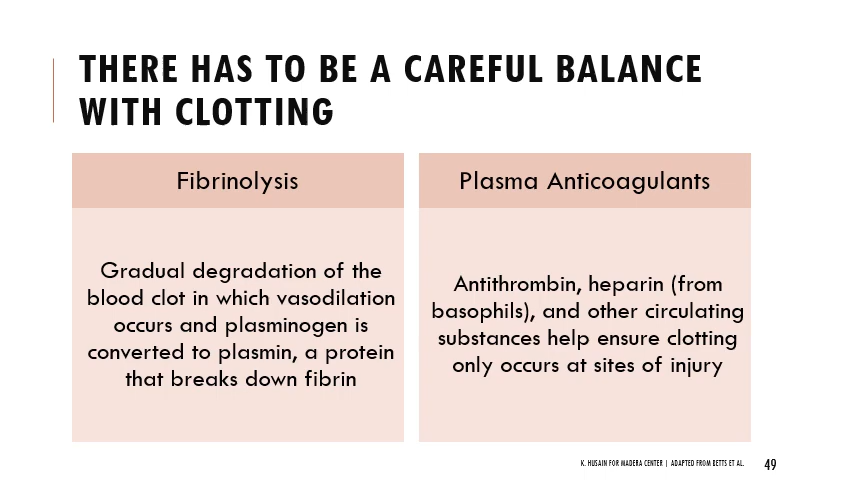 THERE HAS TO BE A CAREFUL BALANCE
WITH CLOTTING
Fibrinolysis
Gradual degradation of the
blood clot in which vasodilation
occurs and plasminogen is
converted to plasmin, a protein
that breaks down fibrin
Plasma Anticoagulants
Antithrombin, heparin (from
basophils), and other circulating
substances help ensure clotting
only occurs at sites of injury
K. HUSAIN FOR MADERA CENTER | ADAPTED FROM BETTS ET AL.
49